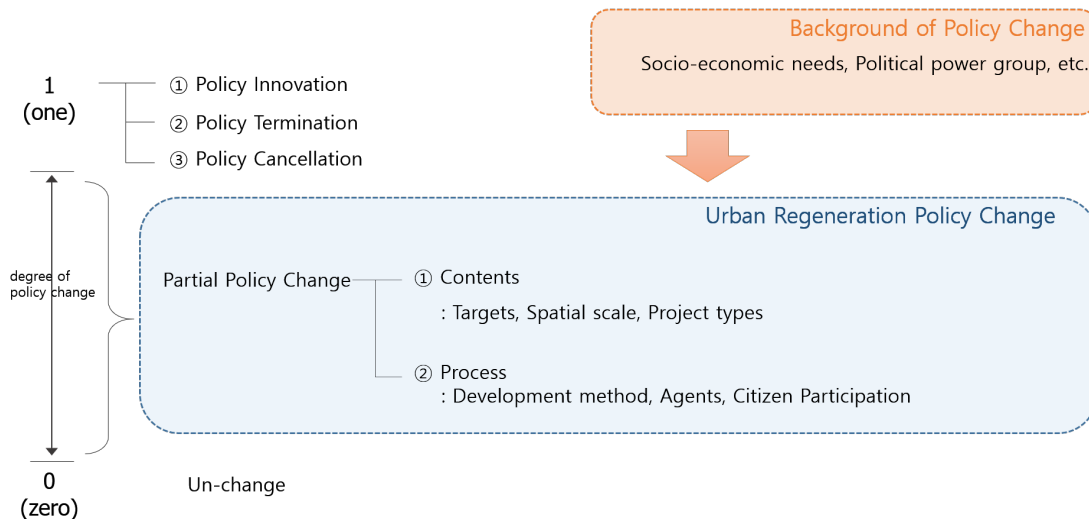 Background of Policy Change
Socio-economic needs, Political power group, etc.
1
(one)
① Policy Innovation
② Policy Termination
③ Policy Cancellation
Urban Regeneration Policy Change
degree of
policy change
Partial Policy Change
① Contents
: Targets, Spatial scale, Project types
② Process
: Development method, Agents, Citizen Participation
0
(zero)
Un-change